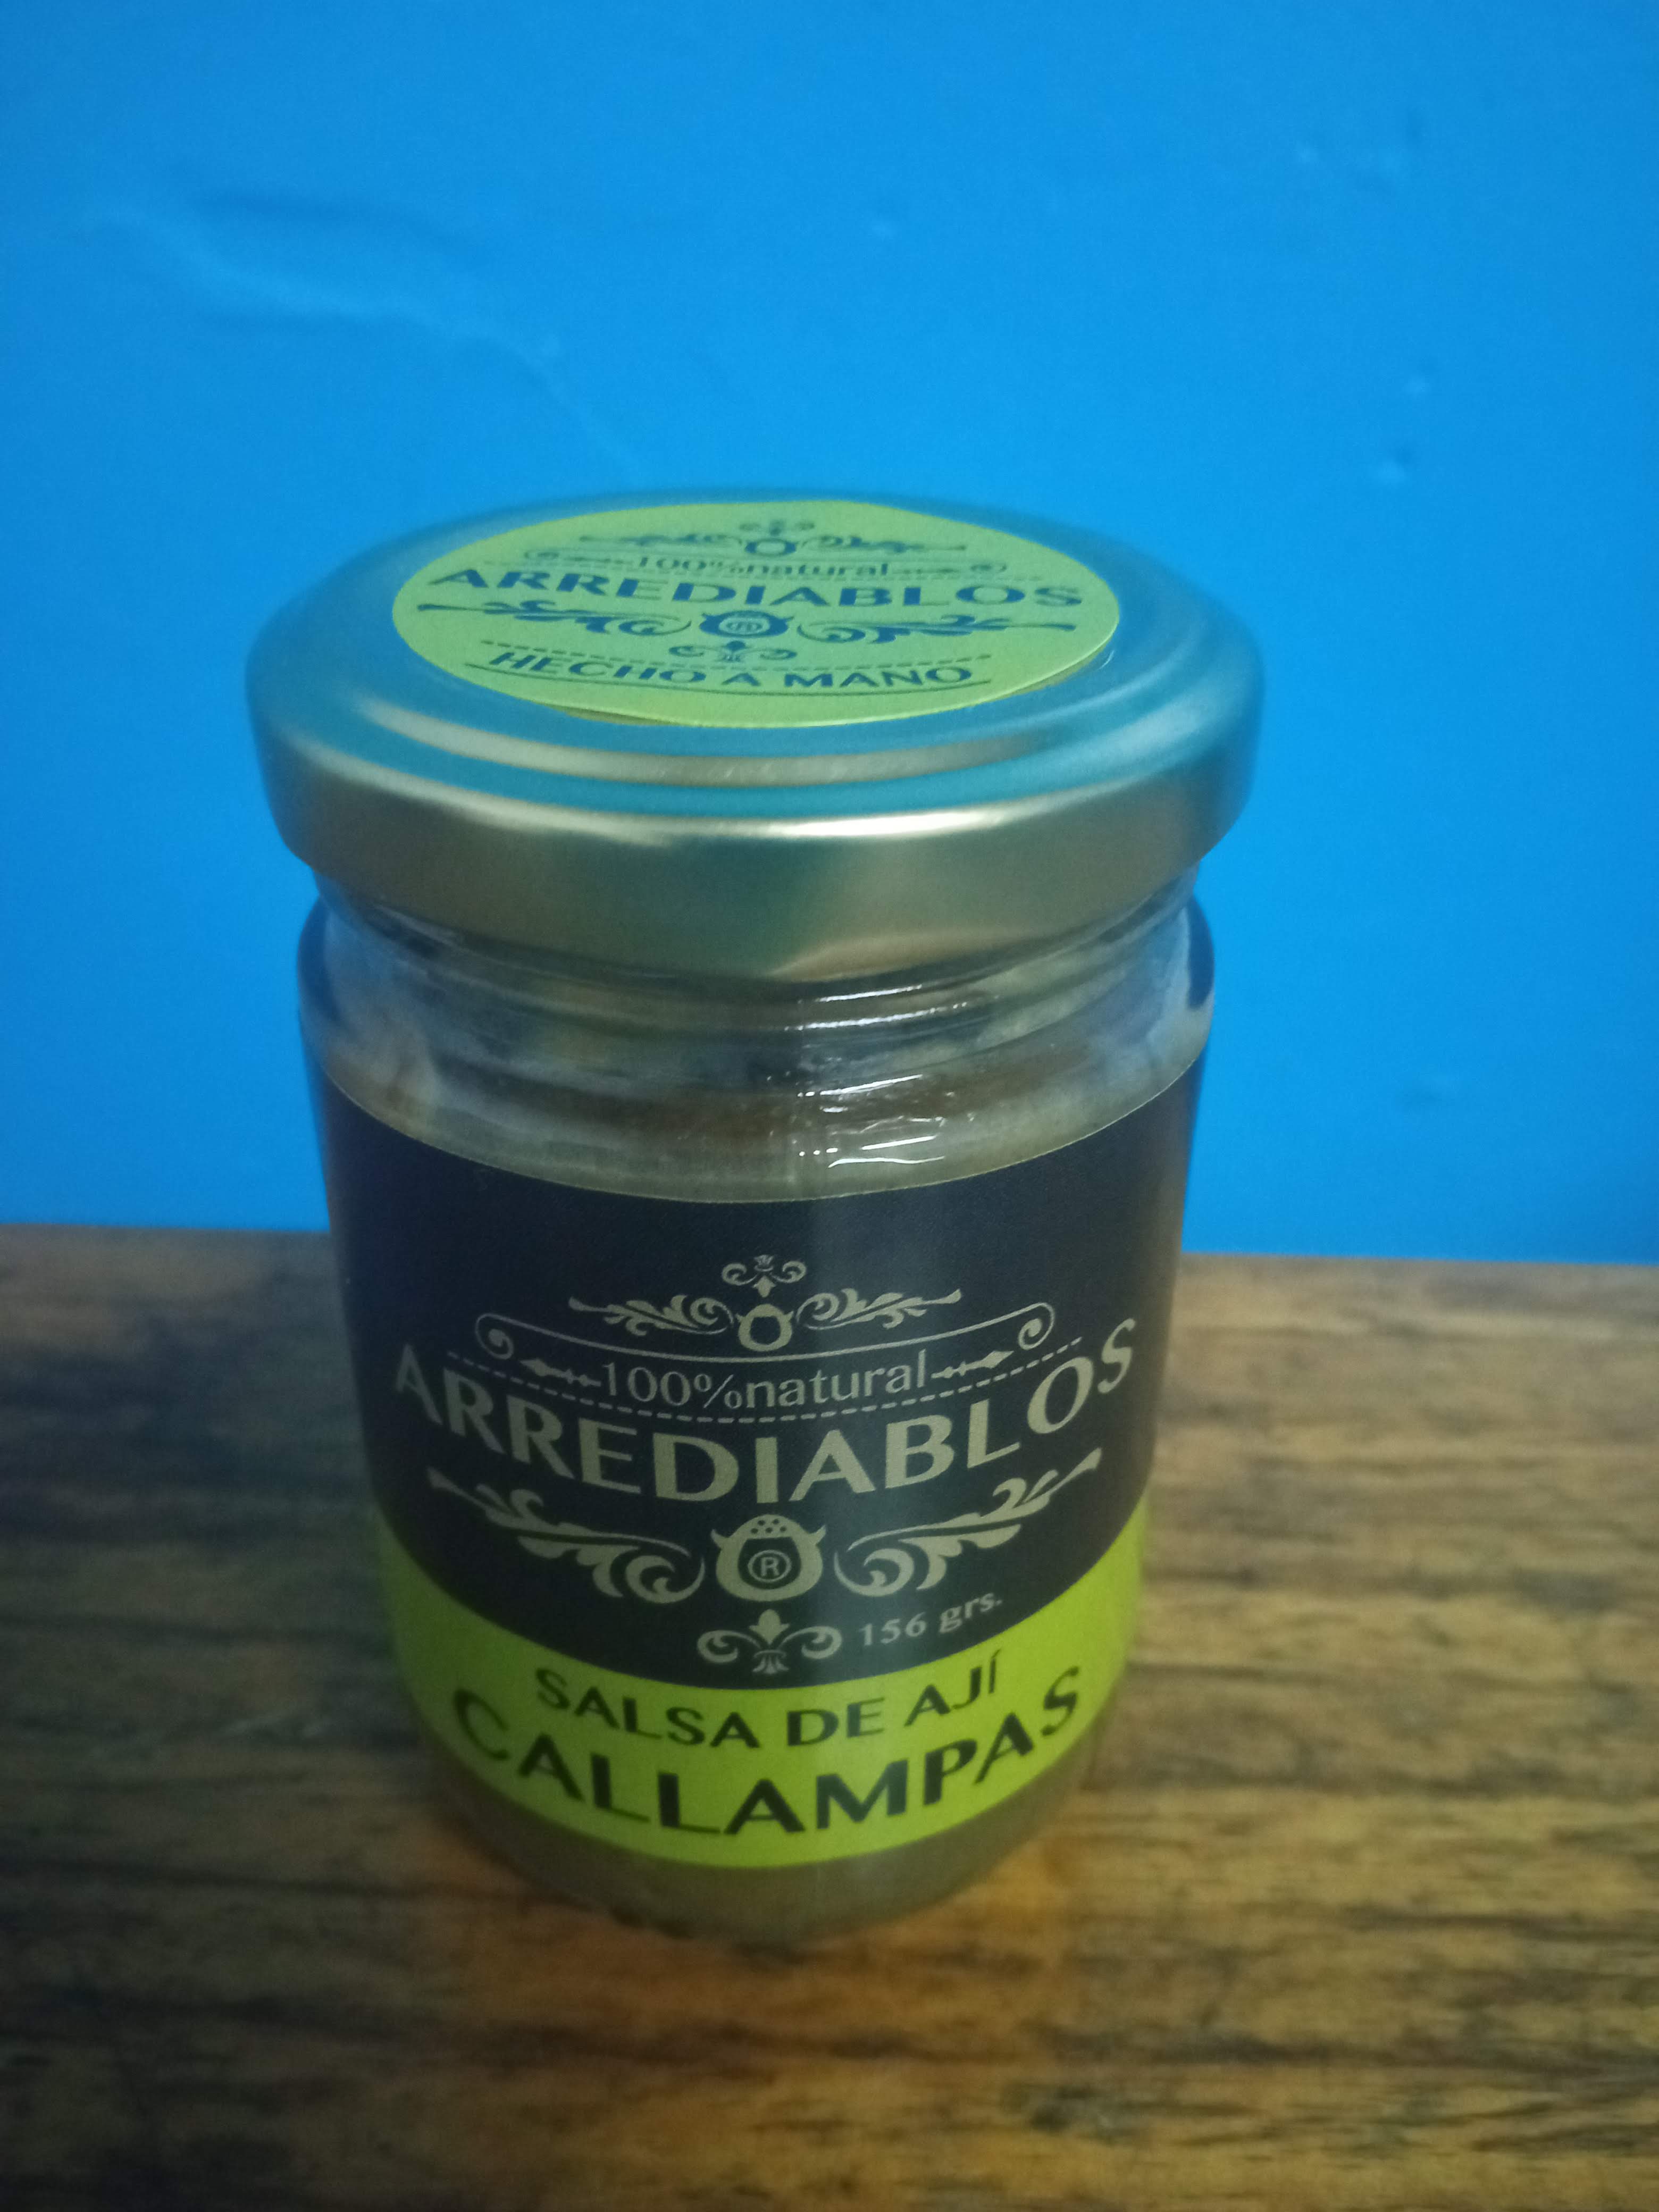 100%natural
ARREDIABLOS
HECHO A MANO
100%natural
ARREDIABLOS
®
156 grs.
SALSA DE AJÍ
CALLAMPAS